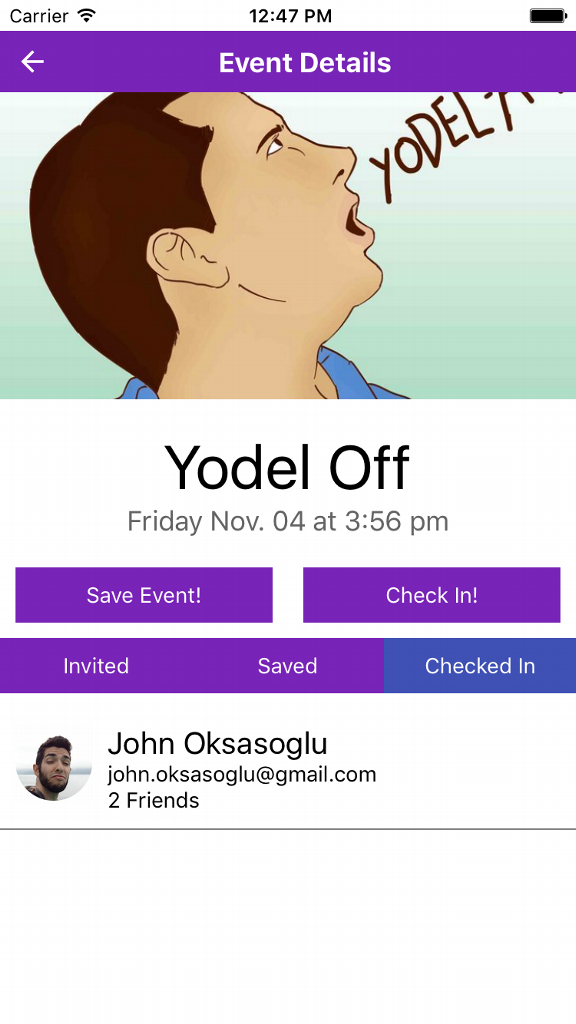 Carrier 12:47 PM
Event Details
YODEL-A
Yodel Off
Friday Nov. 04 at 3:56 pm
Save Event! Check In!
Invited Saved Checked In
John Oksasoglu
john.oksasoglu@gmail.com
2 Friends